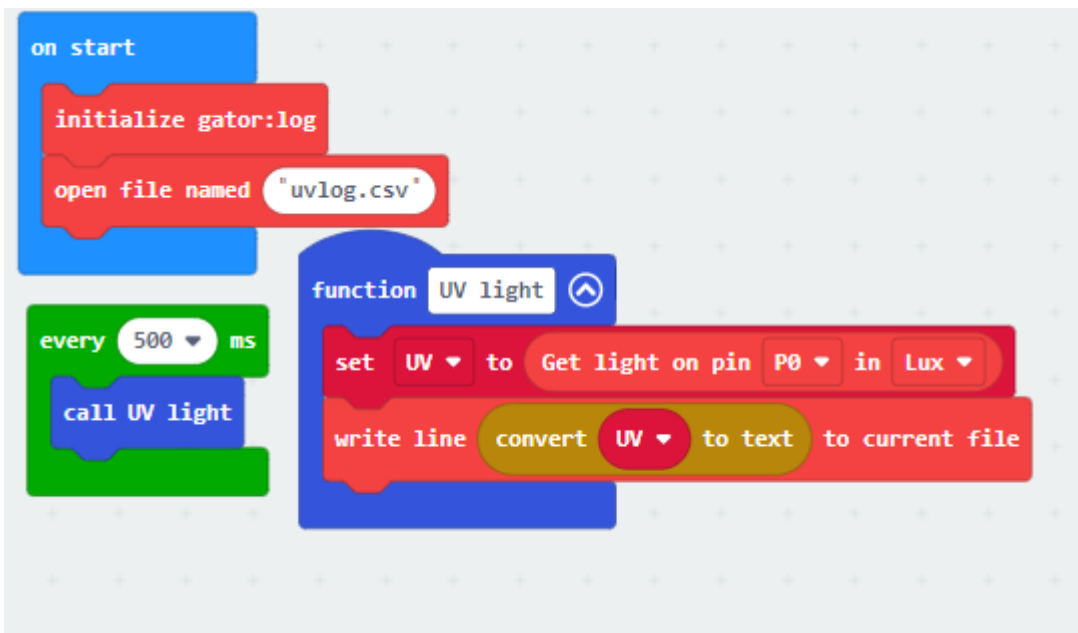 on start
initialize gator:log
open file named "uvlog.csv"
function UV light
every 500 ms
set UV to Get light on pin P0 in Lux
call UV light
write line convert UV to text to current file